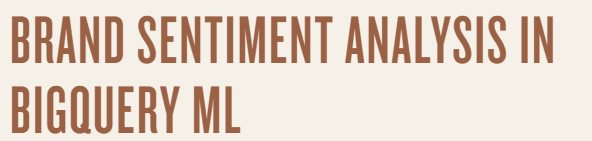 BRAND SENTIMENT ANALYSIS IN
BIGQUERY ML